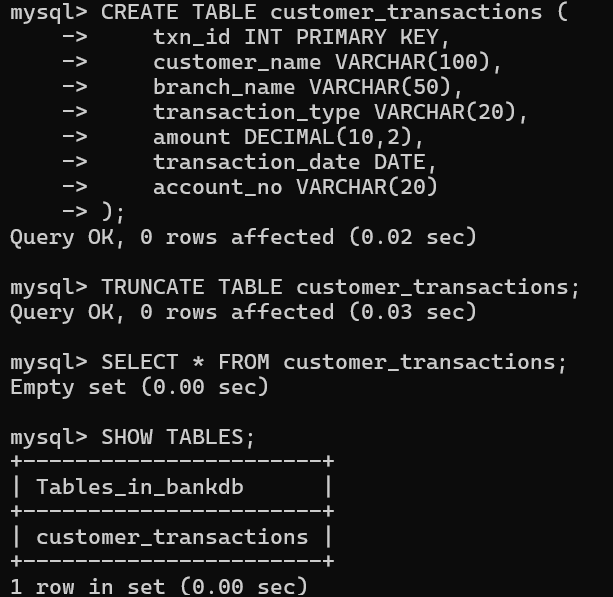 mysql> CREATE TABLE customer_transactions (
    ->     txn_id INT PRIMARY KEY,
    ->     customer_name VARCHAR(100),
    ->     branch_name VARCHAR(50),
    ->     transaction_type VARCHAR(20),
    ->     amount DECIMAL(10,2),
    ->     transaction_date DATE,
    ->     account_no VARCHAR(20)
    -> );
Query OK, 0 rows affected (0.02 sec)

mysql> TRUNCATE TABLE customer_transactions;
Query OK, 0 rows affected (0.03 sec)

mysql> SELECT * FROM customer_transactions;
Empty set (0.00 sec)

mysql> SHOW TABLES;
+-----------------------+
| Tables_in_bankdb      |
+-----------------------+
| customer_transactions |
+-----------------------+
1 row in set (0.00 sec)